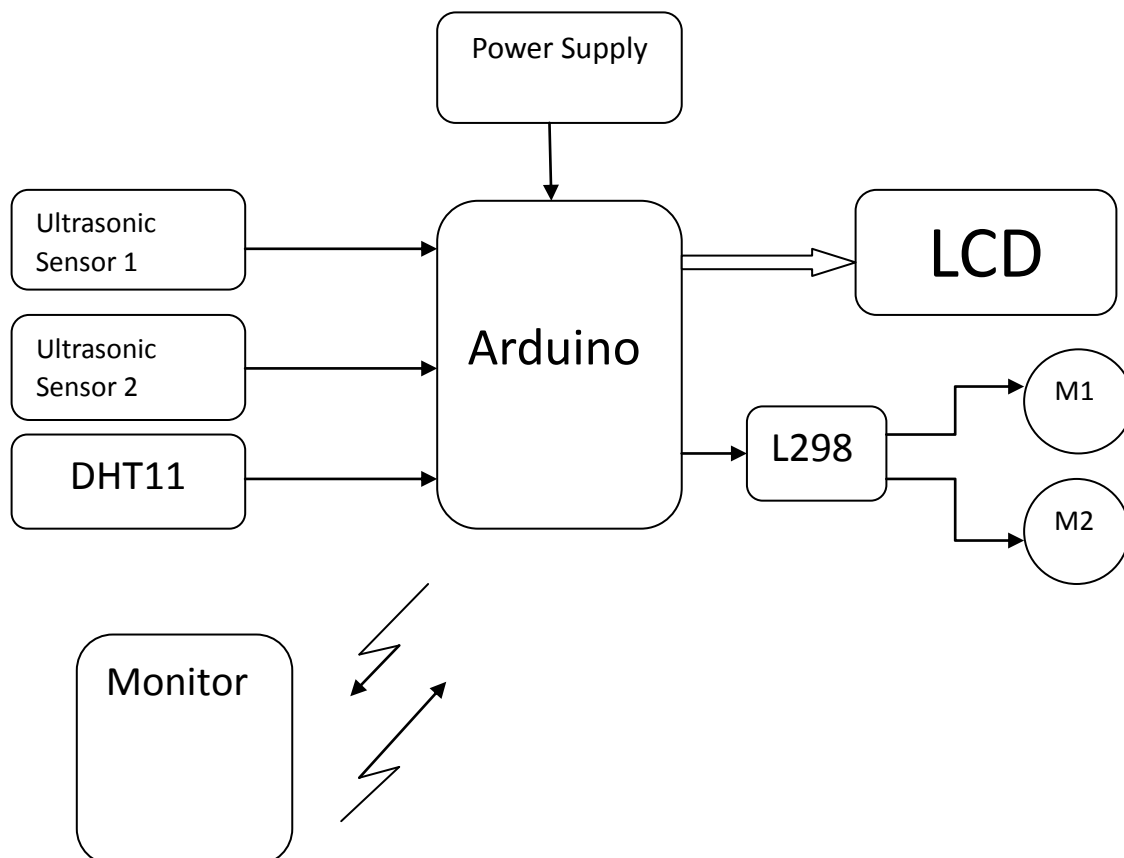 Power Supply
Ultrasonic
Sensor 1
LCD
Ultrasonic
Sensor 2
Arduino
M1
DHT11
L298
M2
Monitor